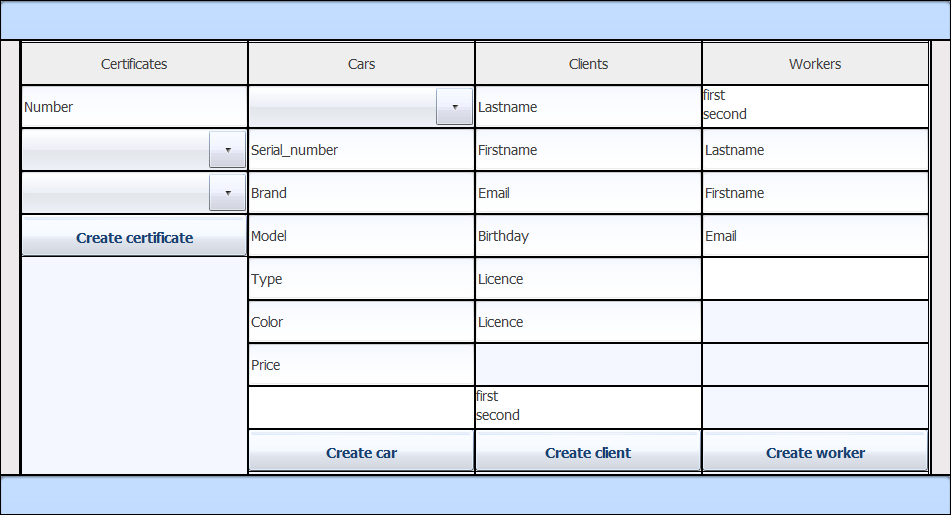 Certificates
Cars
Clients
Workers
Number
Lastname
first
second
Serial_number
Firstname
Lastname
Brand
Email
Firstname
Create certificate
Model
Birthday
Email
Type
Licence
Color
Licence
Price
first
second
Create car
Create client
Create worker